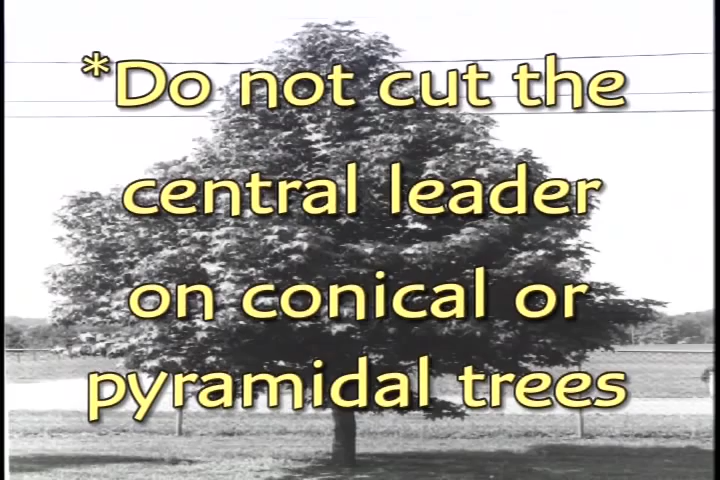 *Do not cut the
central leader
on conical or
pyramidal trees